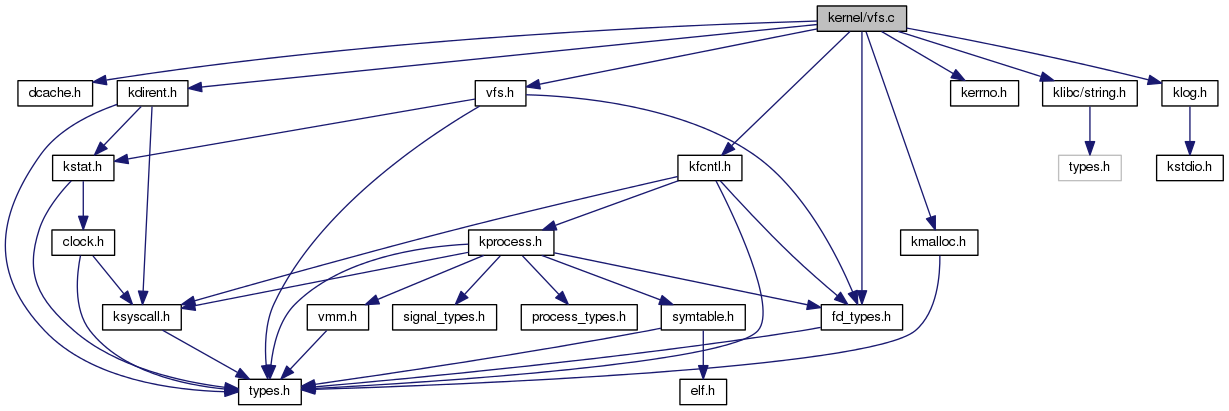 kernel/vfs.c
dcache.h
kdirent.h
vfs.h
kerrno.h
klibc/string.h
klog.h
kstat.h
kfcntl.h
types.h
kstdio.h
clock.h
kprocess.h
kmalloc.h
ksyscall.h
vmm.h
signal_types.h
process_types.h
symtable.h
fd_types.h
types.h
elf.h